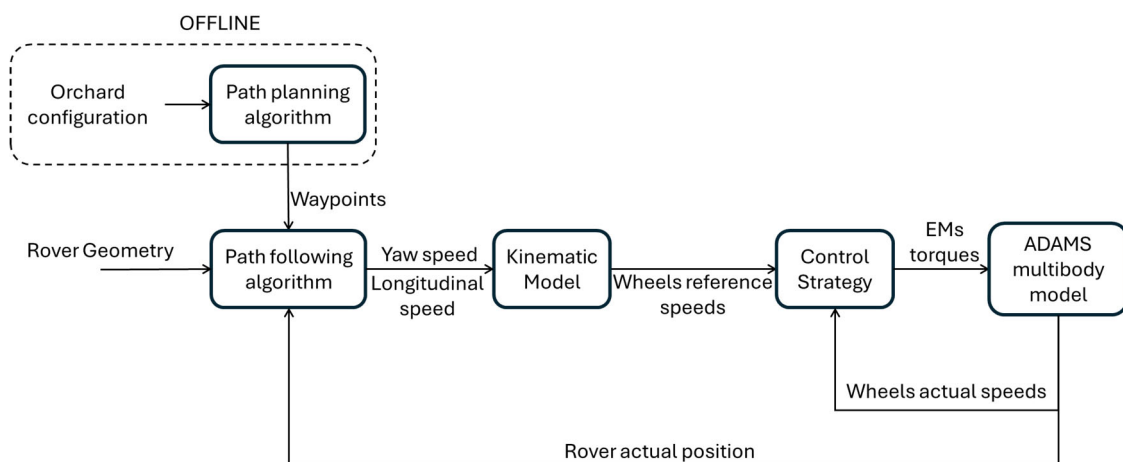 OFFLINE
Orchard
configuration
Path planning
algorithm
Waypoints
Rover Geometry
Path following
algorithm
Yaw speed
Longitudinal
speed
Kinematic
Model
Wheels reference
speeds
Control
Strategy
EMs
torques
ADAMS
multibody
model
Wheels actual speeds
Rover actual position